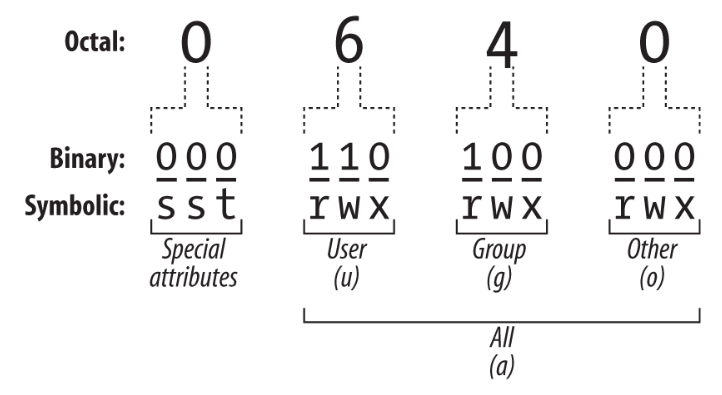 Octal: 0 6 4 0
Binary: 000 110 100 000
Symbolic: sst rwx rwx rwx
Special attributes User (u) Group (g) Other (o)
All
(a)